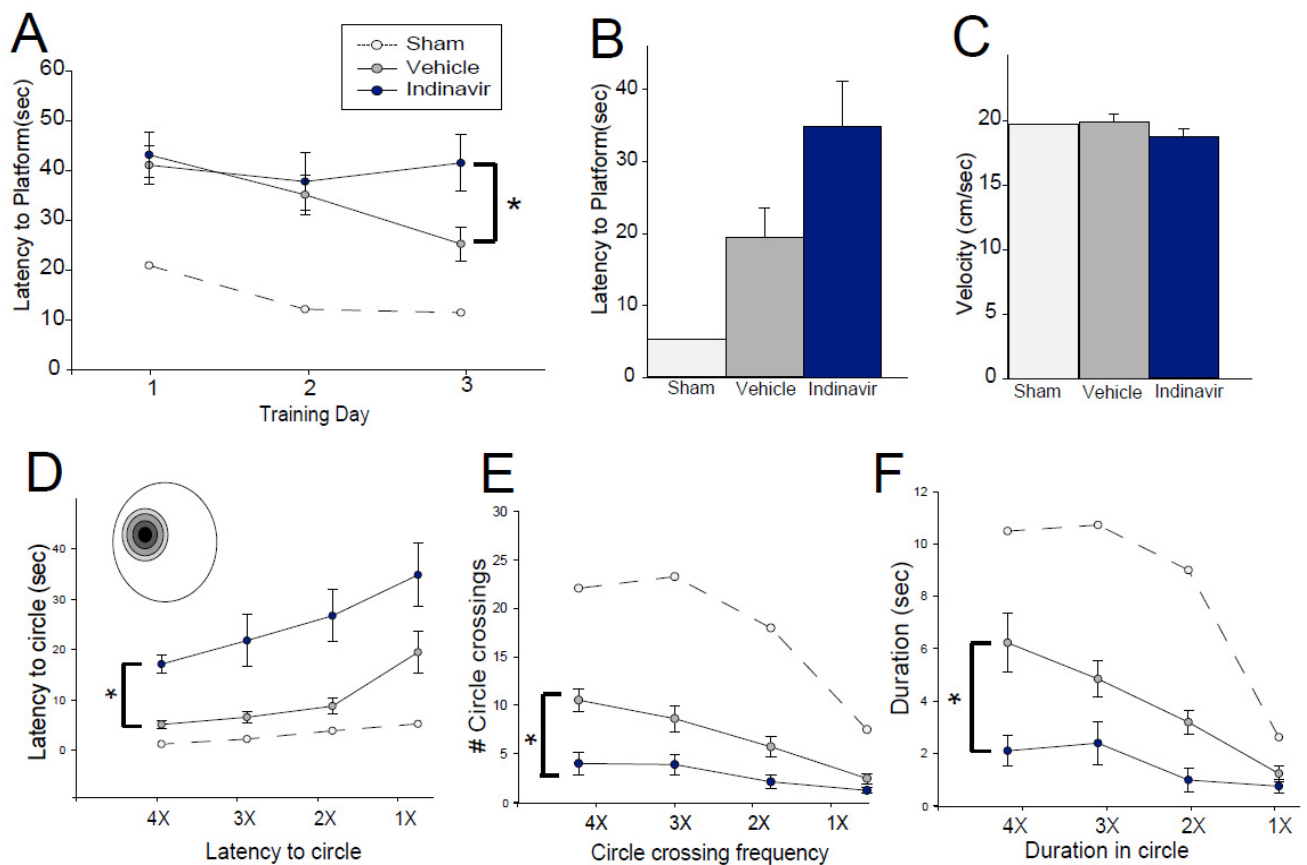 A
Sham
Vehicle
Indinavir
Latency to Platform(sec)
60
50
40
30
20
10
0
*
1
2
3
Training Day
B
Latency to Platform(sec)
40
30
20
10
0
Sham
Vehicle
Indinavir
C
Velocity (cm/sec)
20
15
10
5
0
Sham
Vehicle
Indinavir
D
Latency to circle (sec)
40
30
20
10
0
*
4X
3X
2X
1X
Latency to circle
E
# Circle crossings
30
25
20
15
10
5
0
*
4X
3X
2X
1X
Circle crossing frequency
F
Duration (sec)
12
10
8
6
4
2
0
*
4X
3X
2X
1X
Duration in circle